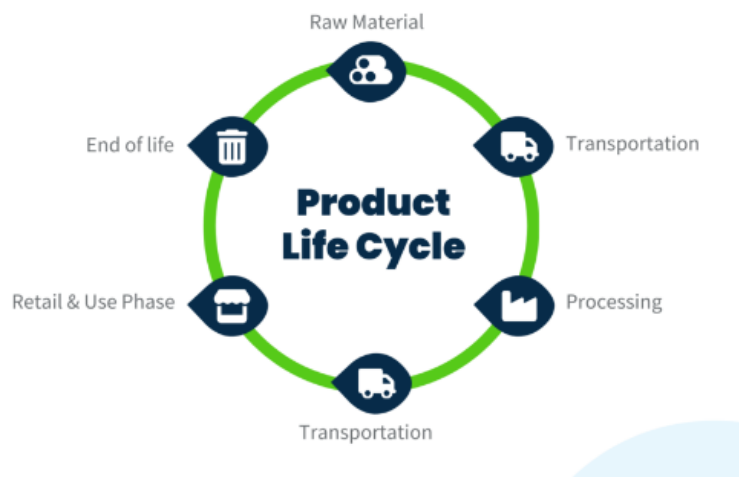 Raw Material
End of life
Transportation
Product
Life Cycle
Retail & Use Phase
Processing
Transportation